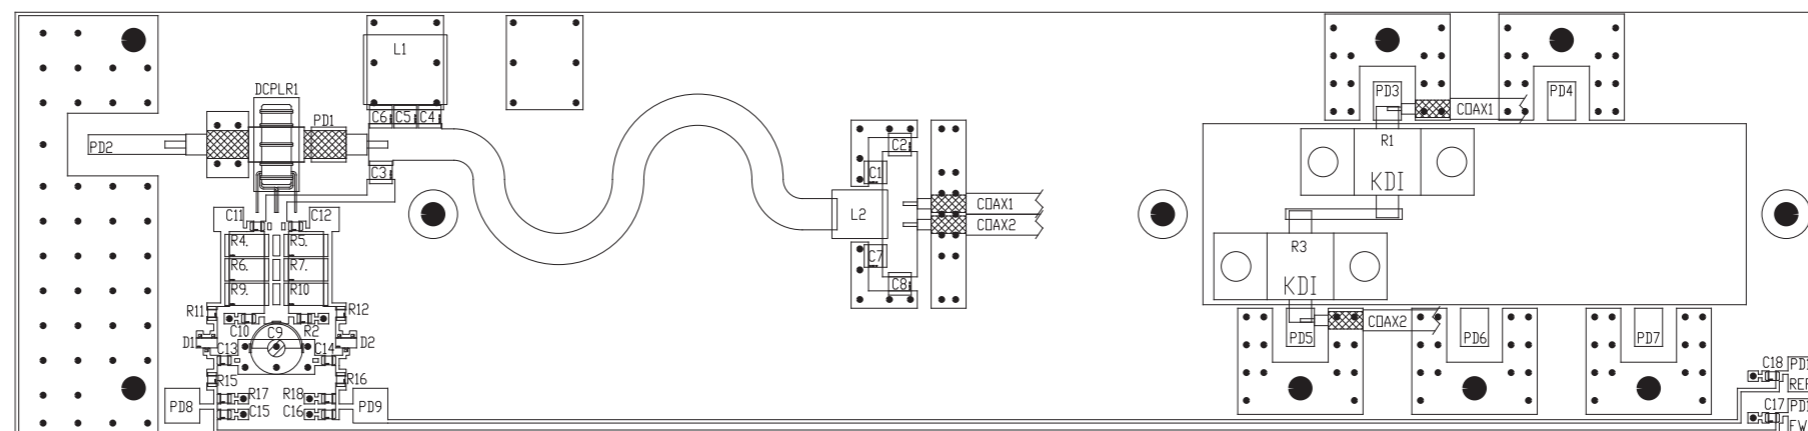 L1
DCPLR1
PD3
PD4
COAX1
C6
C5
C4
PD1
PD2
R1
C2
C3
C1
KDI
COAX1
C11
C12
L2
COAX2
R4.
R5.
R3
C7
R6.
R7.
C8
KDI
R9.
R10
R11
R12
C10
C9
R2
COAX2
D1
D2
PD5
PD6
PD7
C13
C14
C18
R15
R16
R17
R18
PD8
PD9
C15
C16
C17